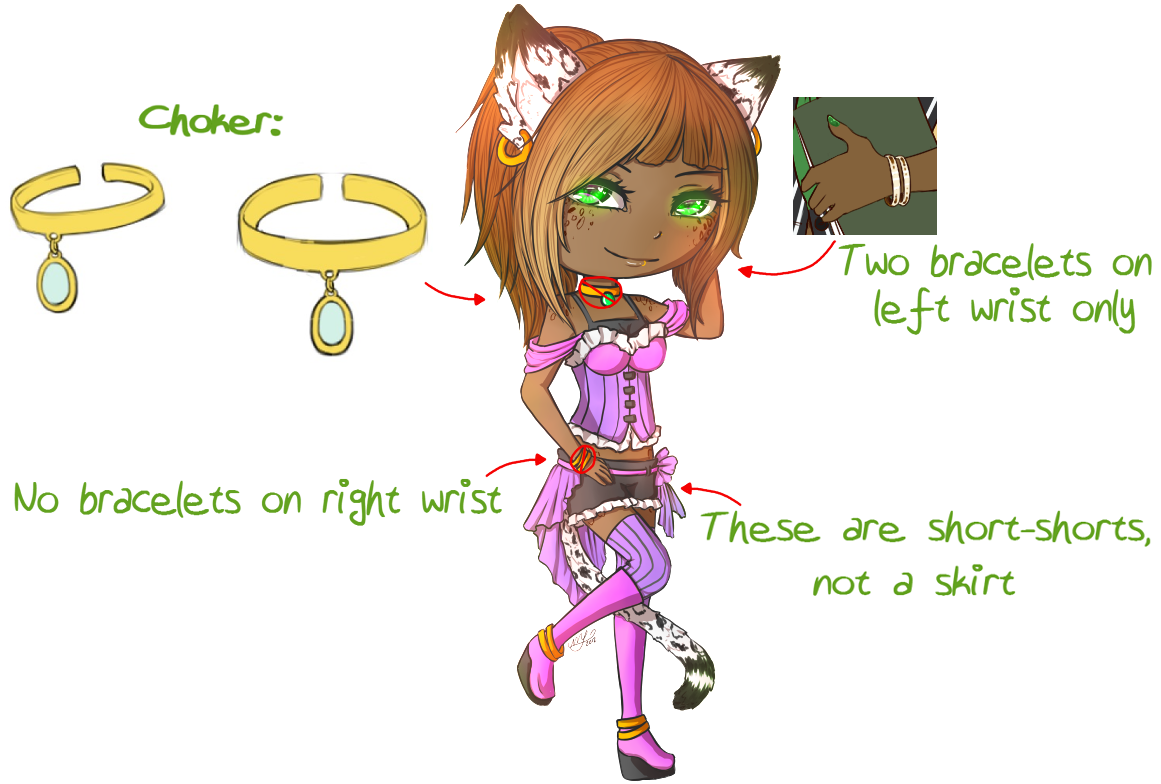 Choker:
Two bracelets on
left wrist only
No bracelets on right wrist
These are short-shorts,
not a skirt